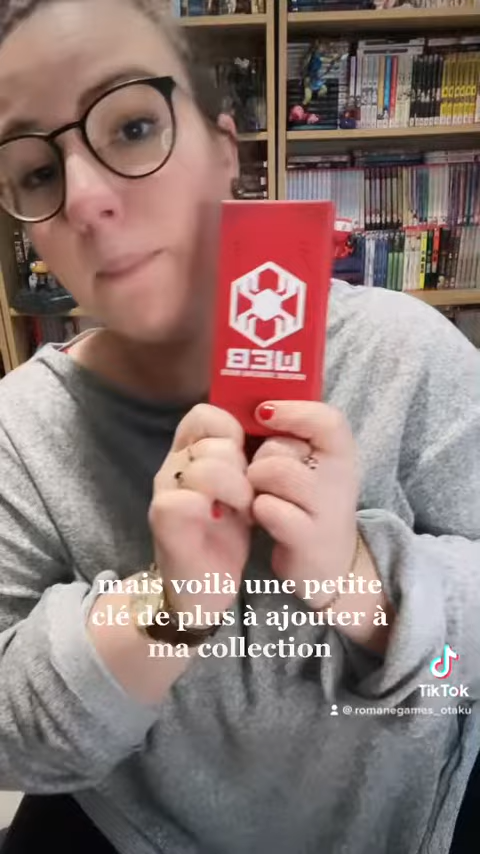 WEB
mais voilà une petite
clé de plus à ajouter à
ma collection
TikTok
@romanegames_otaku